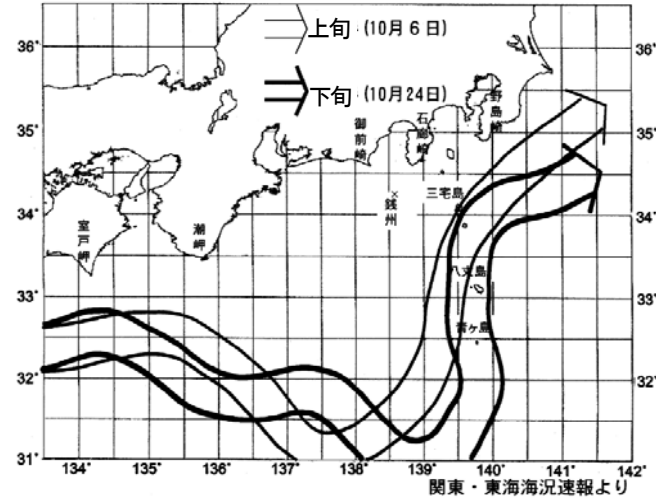 上旬 (10月6日)
下旬 (10月24日)
36°
35°
34°
33°
32°
31°
36°
35°
34°
33°
32°
野島崎
石廊崎
御前崎
三宅島
銭州
室戸岬
潮岬
八丈島
青ヶ島
134°
135°
136°
137°
138°
139°
140°
141°
142°
関東・東海海況速報より